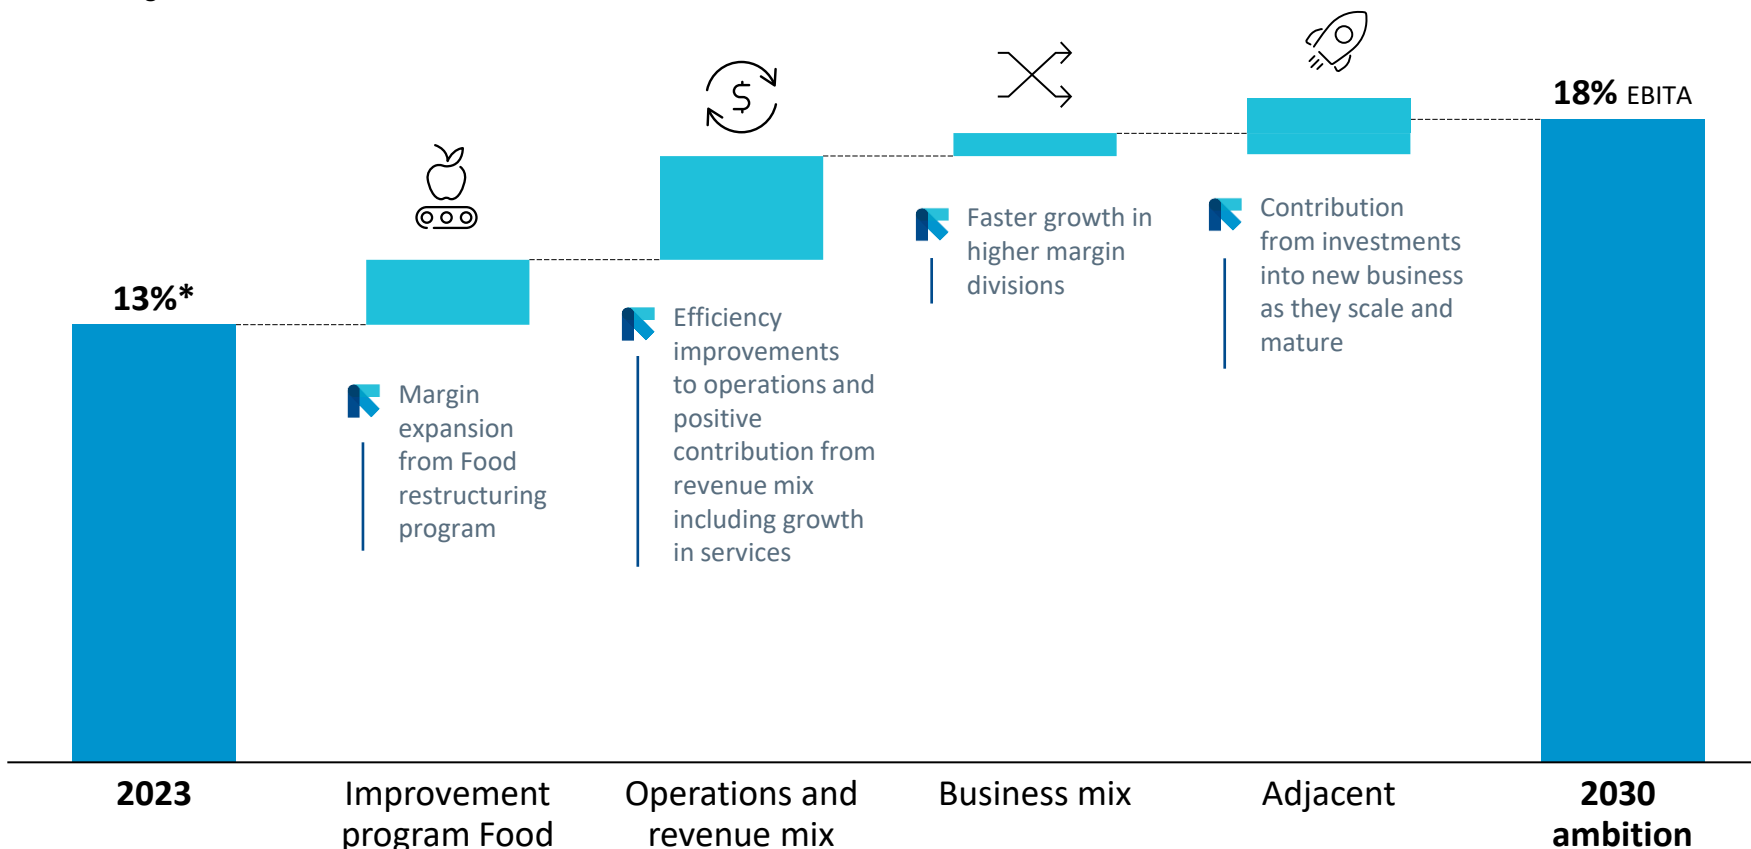 13%*
18% EBITA
Margin
expansion
from Food
restructuring
program
Efficiency
improvements
to operations and
positive
contribution from
revenue mix
including growth
in services
Faster growth in
higher margin
divisions
Contribution
from investments
into new business
as they scale and
mature
2023
Improvement
program Food
Operations and
revenue mix
Business mix
Adjacent
2030
ambition